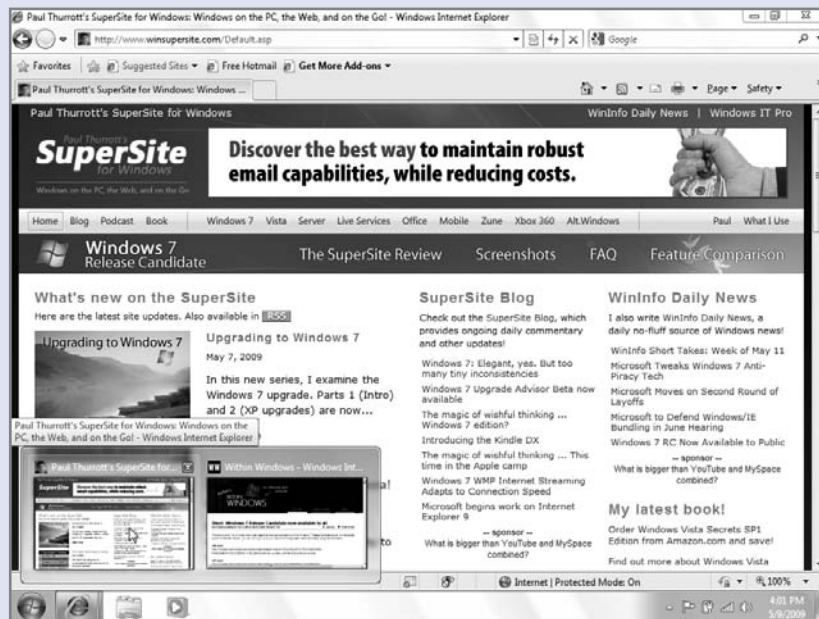 Paul Thurrott's SuperSite for Windows: Windows on the PC, the Web, and on the Go! - Windows Internet Explorer
http://www.winsupersite.com/Default.asp
Google
Favorites
Suggested Sites
Free Hotmail
Get More Add-ons
Paul Thurrott's SuperSite for Windows: Windows ...
Page
Safety
Paul Thurrott's SuperSite for Windows
WinInfo Daily News | Windows IT Pro
Paul Thurrott's
SuperSite
for Windows
Windows on the PC, the Web, and on the Go
Discover the best way to maintain robust
email capabilities, while reducing costs.
Home Blog Podcast Book Windows 7 Vista Server Live Services Office Mobile Zune Xbox 360 Alt.Windows Paul What I Use
Windows 7
Release Candidate
The SuperSite Review Screenshots FAQ Feature Comparison
What's new on the SuperSite
Here are the latest site updates. Also available in RSS
Upgrading to Windows 7
Upgrading to Windows 7
May 7, 2009
In this new series, I examine the
Windows 7 upgrade. Parts 1 (Intro)
and 2 (XP upgrades) are now...
SuperSite Blog
Check out the SuperSite Blog, which
provides ongoing daily commentary
and other updates!
Windows 7: Elegant, yes. But too
many tiny inconsistencies
Windows 7 Upgrade Advisor Beta now
available
The magic of wishful thinking ...
Windows 7 edition?
Introducing the Kindle DX
The magic of wishful thinking ... This
time in the Apple camp
Windows 7 WMP Internet Streaming
Adapts to Connection Speed
Microsoft begins work on Internet
Explorer 9
-- sponsor --
What is bigger than YouTube and MySpace
combined?
WinInfo Daily News
I also write WinInfo Daily News, a
daily no-fluff source of Windows news!
WinInfo Short Takes: Week of May 11
Microsoft Tweaks Windows 7 Anti-
Piracy Tech
Microsoft Moves on Second Round of
Layoffs
Microsoft to Defend Windows/IE
Bundling in June Hearing
Windows 7 RC Now Available to Public
-- sponsor --
What is bigger than YouTube and MySpace
combined?
My latest book!
Order Windows Vista Secrets SP1
Edition from Amazon.com and save!
Find out more about Windows Vista
Paul Thurrott's SuperSite for Windows: Windows on the
PC, the Web, and on the Go! - Windows Internet Explorer
Paul Thurrott's SuperSite for...
Within Windows - Windows Int...
SuperSite
WINDOWS
to
Internet | Protected Mode: On
100%
4:01 PM
5/9/2009